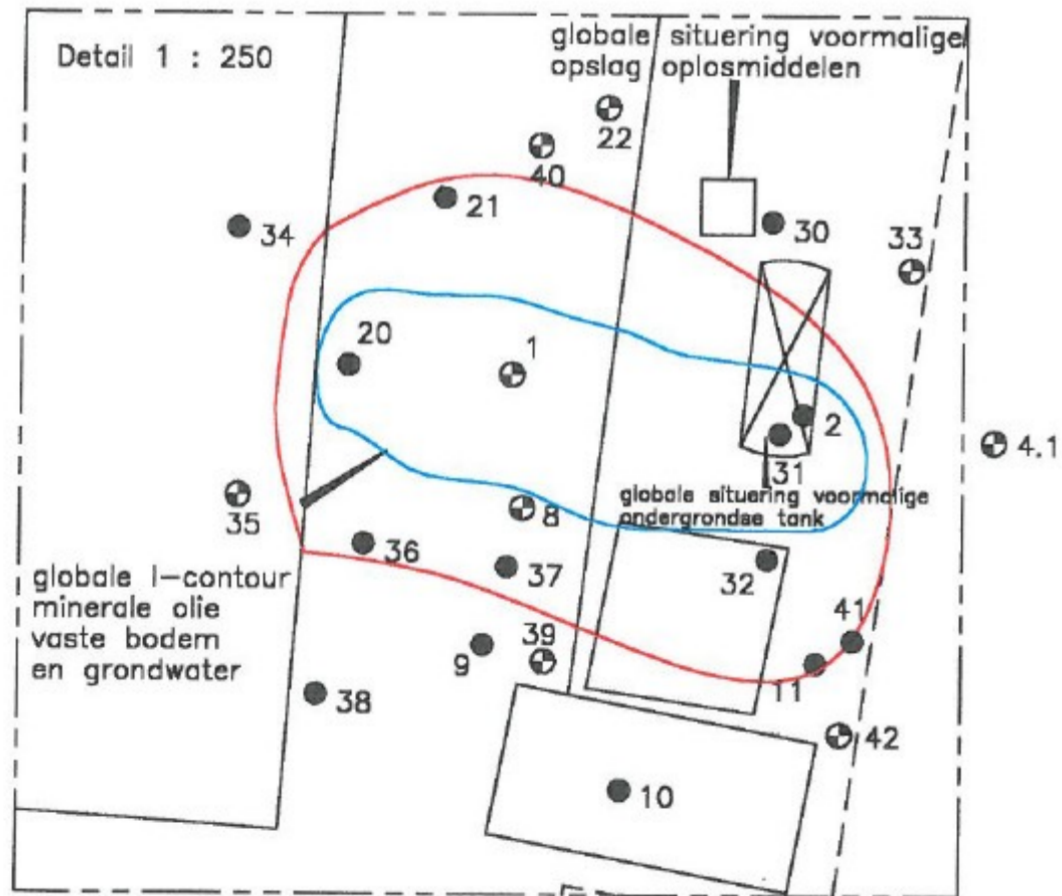 Detail 1 : 250
globale situering voormalige
opslag oplosmiddelen
22
40
21
34
30
33
20
1
2
31
4.1
globale situering voormalige
ondergrondse tank
35
8
36
37
32
globale I-contour
minerale olie
vaste bodem
en grondwater
41
39
9
11
38
42
10